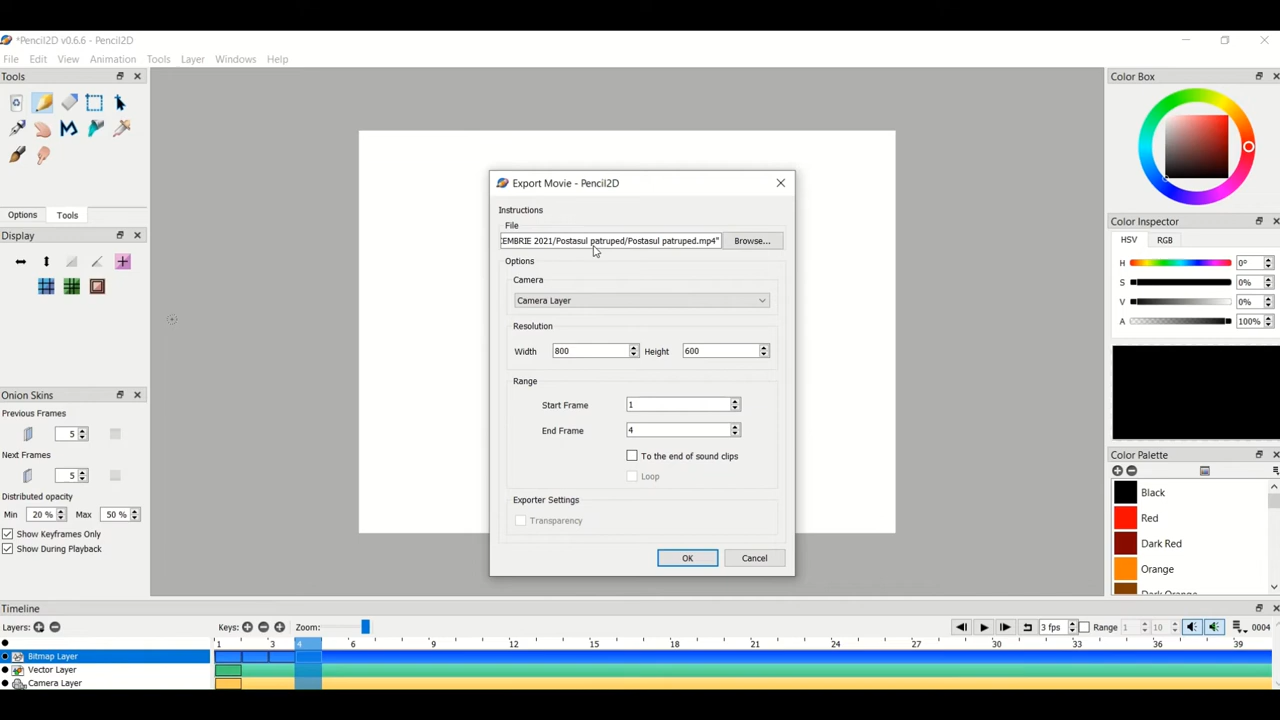 *Pencil2D v0.6.6 - Pencil2D
File Edit View Animation Tools Layer Windows Help
Tools
Options Tools
Display
Onion Skins
Previous Frames
5
Next Frames
5
Distributed opacity
Min 20 % Max 50 %
Show Keyframes Only
Show During Playback
Export Movie - Pencil2D
Instructions
File
EMBRIE 2021/Postasul patruped/Postasul patruped.mp4" Browse...
Options
Camera
Camera Layer
Resolution
Width 800 Height 600
Range
Start Frame 1
End Frame 4
To the end of sound clips
Loop
Exporter Settings
Transparency
OK Cancel
Color Box
Color Inspector
HSV RGB
H 0°
S 0%
V 0%
A 100%
Color Palette
Black
Red
Dark Red
Orange
Dark Orange
Timeline
Layers: Keys: Zoom: 3 fps Range 1 10 0004
1 4 6 9 12 15 18 21 24 27 30 33 36 39
Bitmap Layer
Vector Layer
Camera Layer